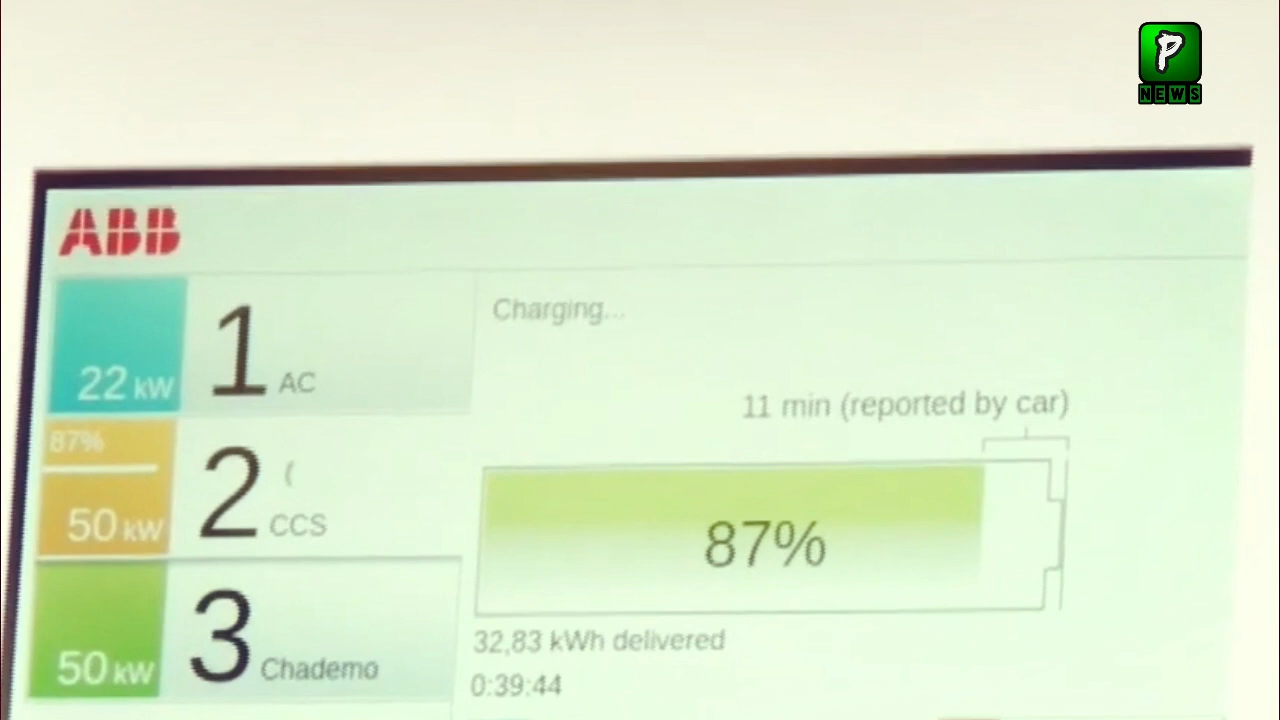 P
NEWS
ABB
22 kW
1 AC
Charging...
11 min (reported by car)
87%
50 kW
2 CCS
87%
50 kW
3 Chademo
32,83 kWh delivered
0:39:44